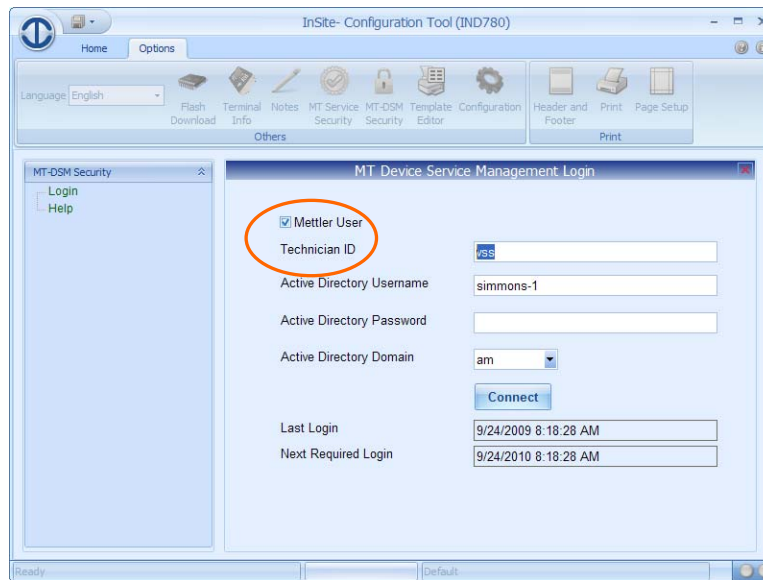 InSite- Configuration Tool (IND780)
Home Options
Language English
Flash Download
Terminal Info
Notes
MT Service Security
MT-DSM Security
Template Editor
Configuration
Header and Footer
Print
Page Setup
Others
Print
MT-DSM Security
Login
Help
MT Device Service Management Login
Mettler User
Technician ID
vss
Active Directory Username
simmons-1
Active Directory Password
Active Directory Domain
am
Connect
Last Login
9/24/2009 8:18:28 AM
Next Required Login
9/24/2010 8:18:28 AM
Ready
Default